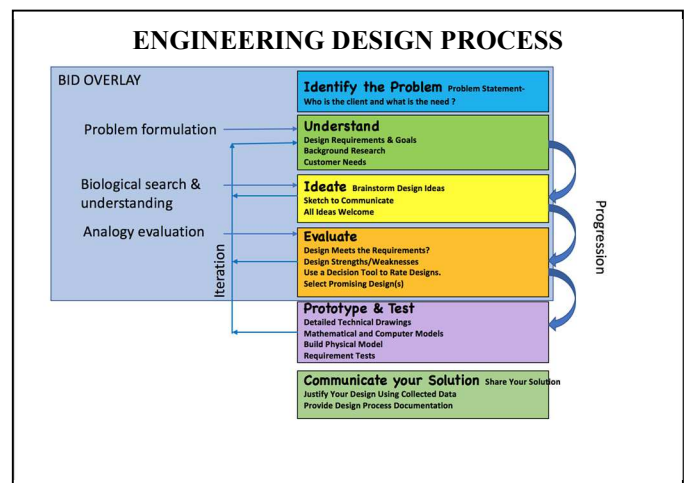 ENGINEERING DESIGN PROCESS
BID OVERLAY
Identify the Problem Problem Statement-
Who is the client and what is the need ?
Problem formulation
Understand
Design Requirements & Goals
Background Research
Customer Needs
Biological search &
understanding
Ideate Brainstorm Design Ideas
Sketch to Communicate
All Ideas Welcome
Analogy evaluation
Evaluate
Design Meets the Requirements?
Design Strengths/Weaknesses
Use a Decision Tool to Rate Designs.
Select Promising Design(s)
Iteration
Progression
Prototype & Test
Detailed Technical Drawings
Mathematical and Computer Models
Build Physical Model
Requirement Tests
Communicate your Solution Share Your Solution
Justify Your Design Using Collected Data
Provide Design Process Documentation